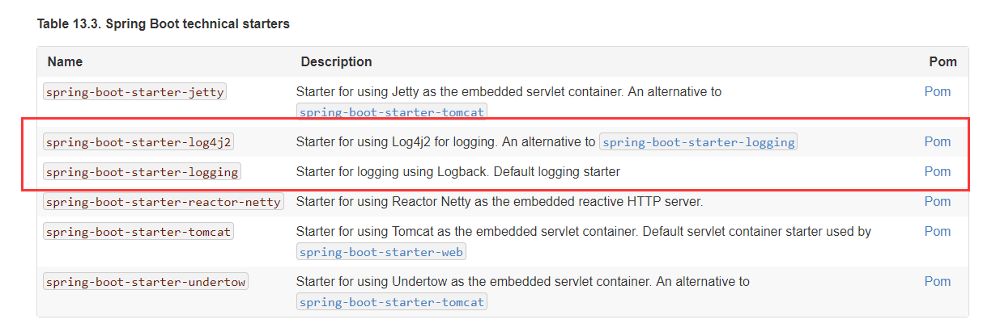 Table 13.3. Spring Boot technical starters
Name Description Pom
spring-boot-starter-jetty Starter for using Jetty as the embedded servlet container. An alternative to Pom
spring-boot-starter-tomcat
spring-boot-starter-log4j2 Starter for using Log4j2 for logging. An alternative to spring-boot-starter-logging Pom
spring-boot-starter-logging Starter for logging using Logback. Default logging starter Pom
spring-boot-starter-reactor-netty Starter for using Reactor Netty as the embedded reactive HTTP server. Pom
spring-boot-starter-tomcat Starter for using Tomcat as the embedded servlet container. Default servlet container starter used by Pom
spring-boot-starter-web
spring-boot-starter-undertow Starter for using Undertow as the embedded servlet container. An alternative to Pom
spring-boot-starter-tomcat